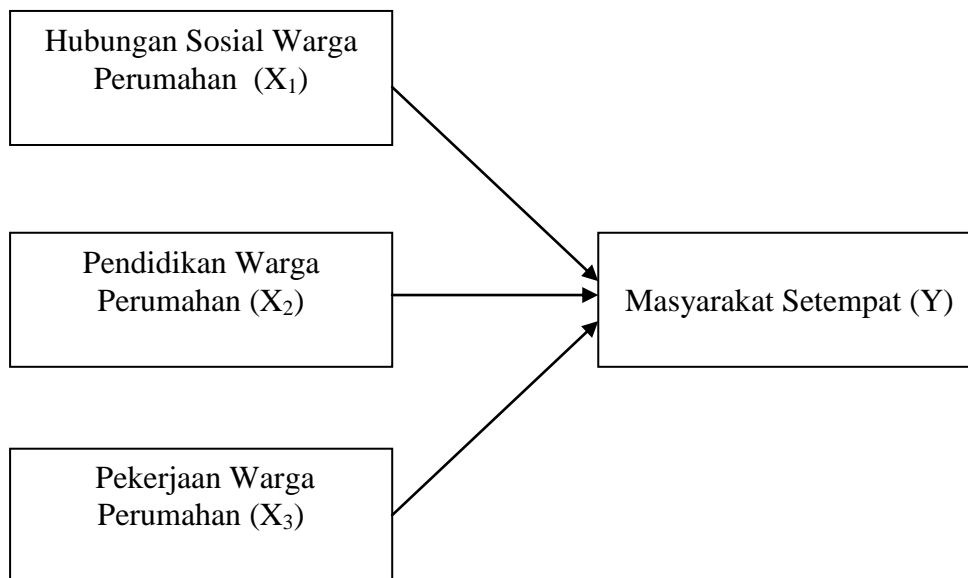 Hubungan Sosial Warga
Perumahan (X₁)
Pendidikan Warga
Perumahan (X₂)
Masyarakat Setempat (Y)
Pekerjaan Warga
Perumahan (X₃)